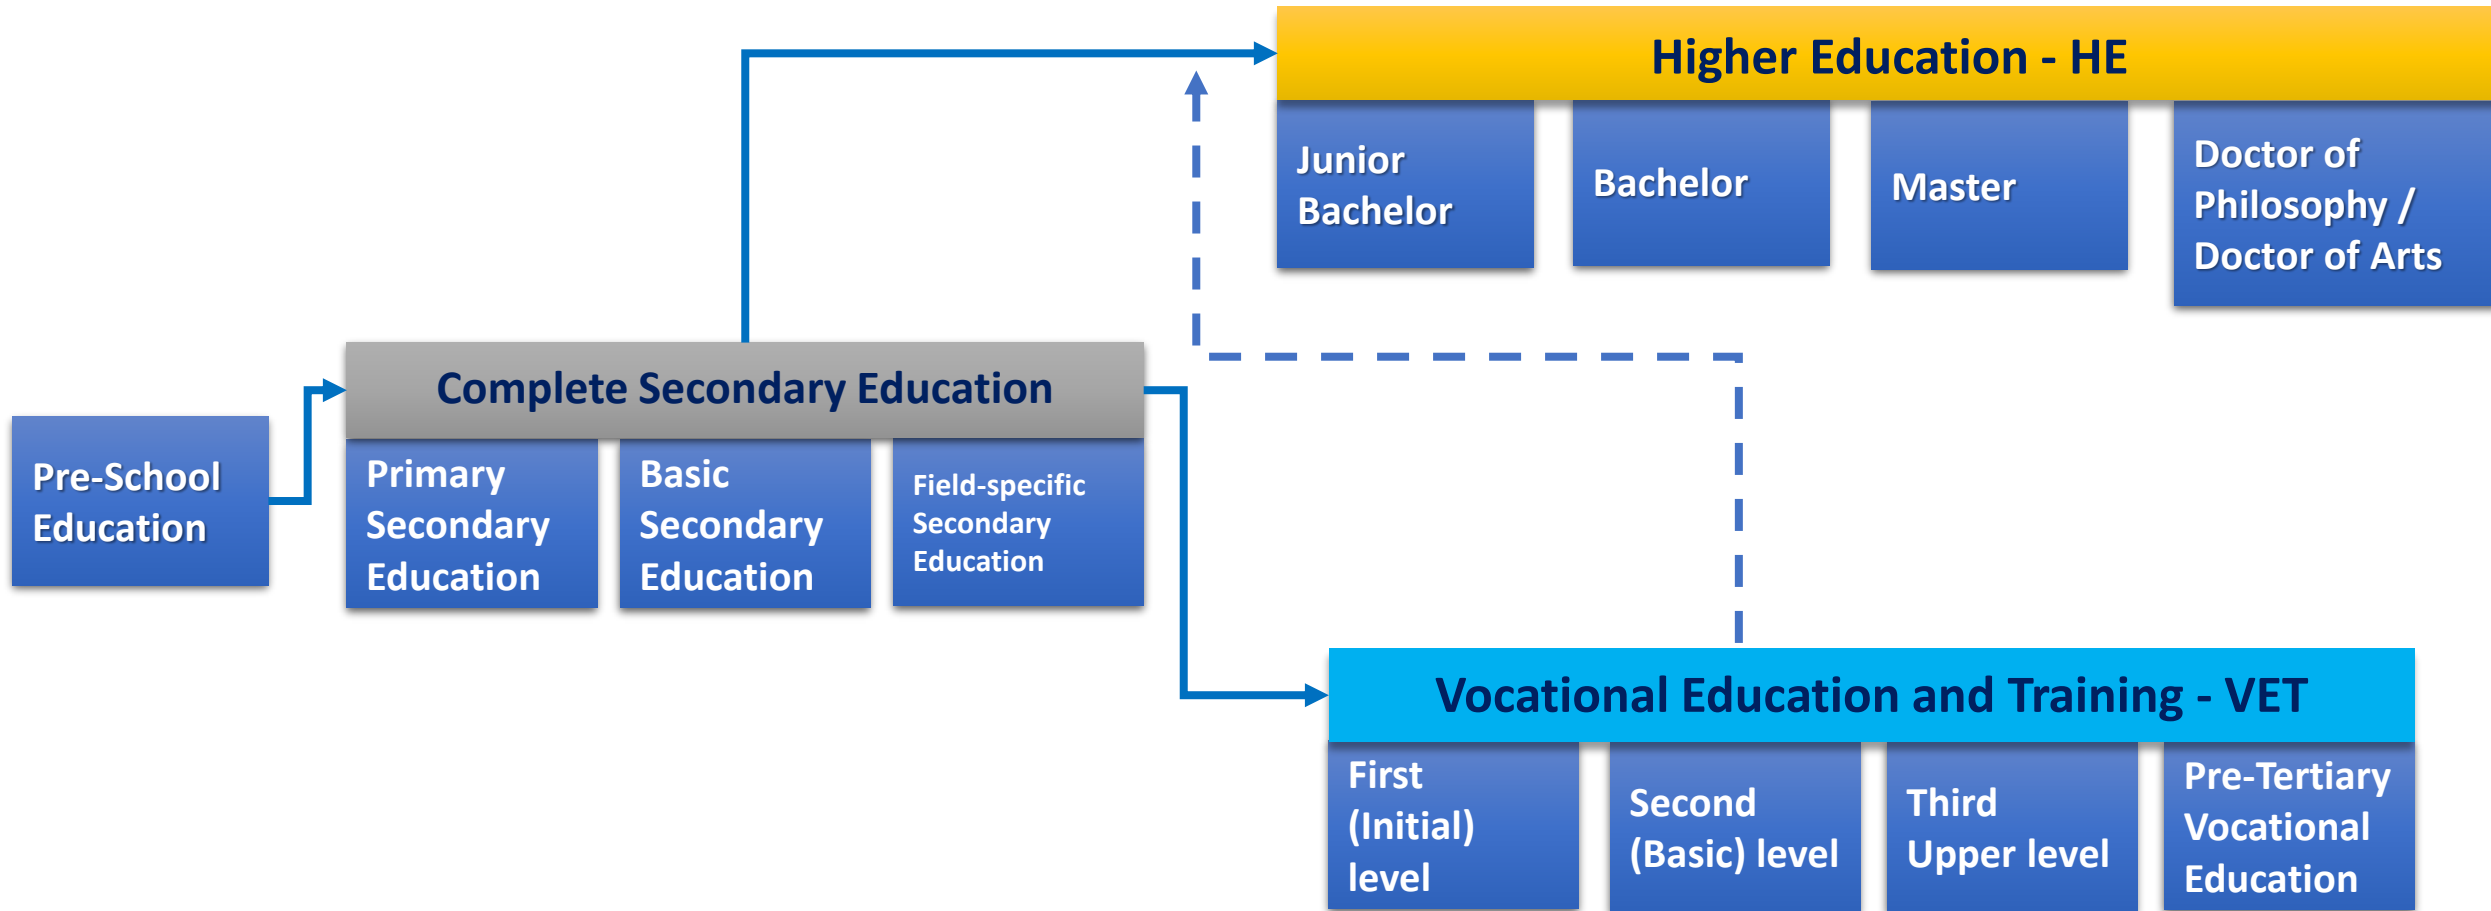 Higher Education - HE
Junior
Bachelor
Bachelor
Master
Doctor of
Philosophy /
Doctor of Arts
Complete Secondary Education
Pre-School
Education
Primary
Secondary
Education
Basic
Secondary
Education
Field-specific
Secondary
Education
Vocational Education and Training - VET
First
(Initial)
level
Second
(Basic) level
Third
Upper level
Pre-Tertiary
Vocational
Education